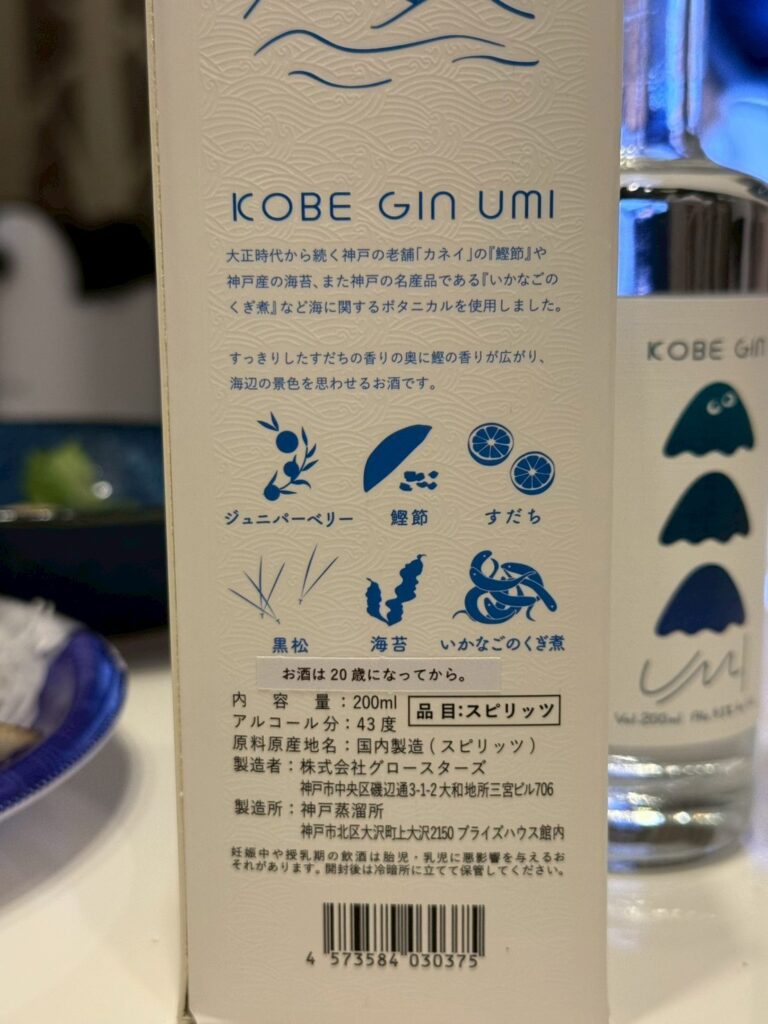 KOBE GIN UMI
大正時代から続く神戸の老舗「カネイ」の『鰹節』や
神戸産の海苔、また神戸の名産品である『いかなごの
くぎ煮』など海に関するボタニカルを使用しました。
すっきりしたすだちの香りの奥に鰹の香りが広がり、
海辺の景色を思わせるお酒です。
ジュニパーベリー 鰹節 すだち
黒松 海苔 いかなごのくぎ煮
お酒は20歳になってから。
内容量:200ml
品目:スピリッツ
アルコール分:43度
原料原産地名:国内製造(スピリッツ)
製造者:株式会社グロースターズ
神戸市中央区磯辺通3-1-2大和地所三宮ビル706
製造所:神戸蒸溜所
神戸市北区大沢町上大沢2150 プライズハウス館内
妊娠中や授乳期の飲酒は胎児・乳児に悪影響を与えるお
それがあります。開封後は冷暗所に立てて保管してください。
4 573584 030375
KOBE GIN
umi
Vol.200ml